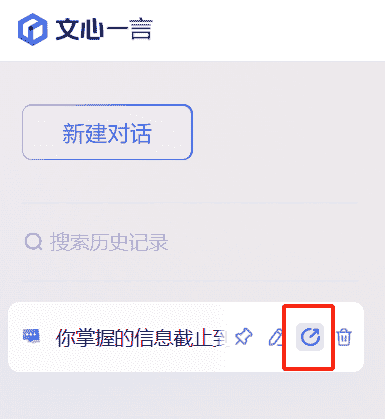 文心一言
新建对话
搜索历史记录
你掌握的信息截止到